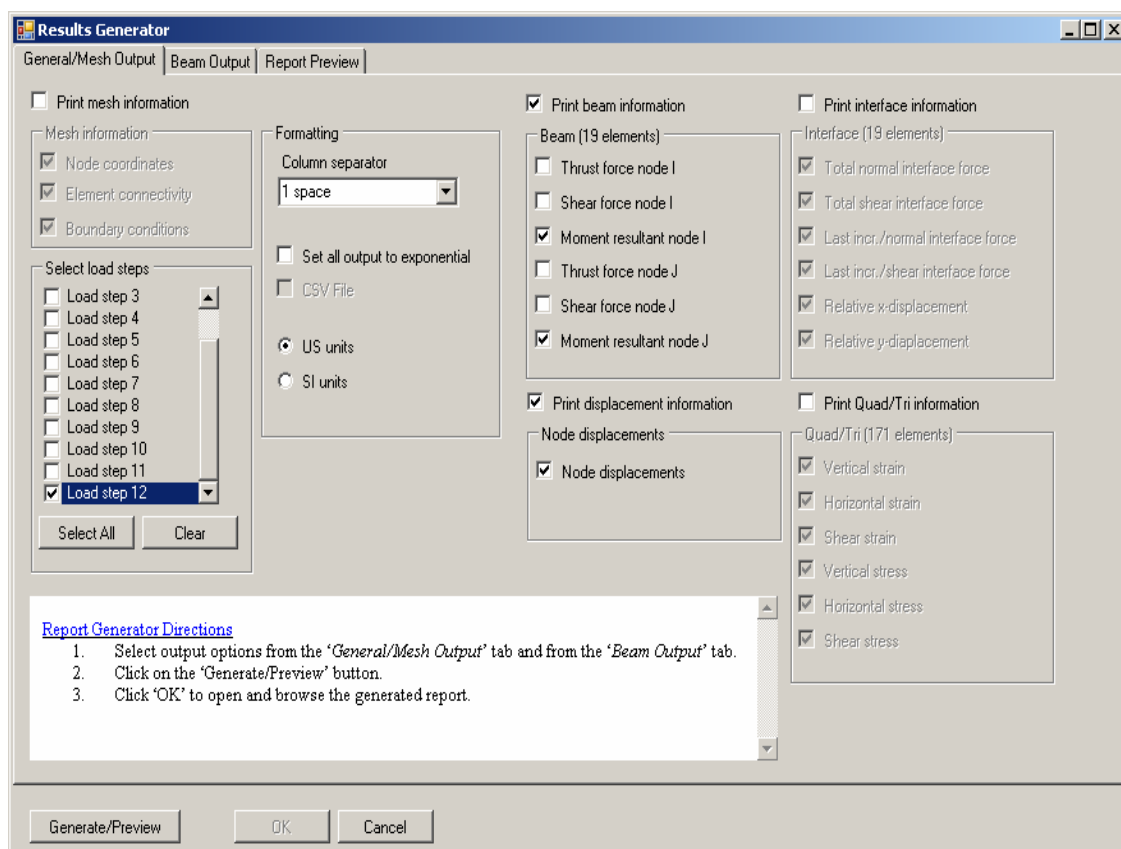 Results Generator
General/Mesh Output
Beam Output
Report Preview
Print mesh information
Mesh information
Node coordinates
Element connectivity
Boundary conditions
Select load steps
Load step 3
Load step 4
Load step 5
Load step 6
Load step 7
Load step 8
Load step 9
Load step 10
Load step 11
Load step 12
Select All
Clear
Formatting
Column separator
1 space
Set all output to exponential
CSV File
US units
SI units
Print beam information
Beam (19 elements)
Thrust force node I
Shear force node I
Moment resultant node I
Thrust force node J
Shear force node J
Moment resultant node J
Print displacement information
Node displacements
Node displacements
Print interface information
Interface (19 elements)
Total normal interface force
Total shear interface force
Last incr./normal interface force
Last incr./shear interface force
Relative x-displacement
Relative y-diaplacement
Print Quad/Tri information
Quad/Tri (171 elements)
Vertical strain
Horizontal strain
Shear strain
Vertical stress
Horizontal stress
Shear stress
Report Generator Directions
1. Select output options from the ‘General/Mesh Output’ tab and from the ‘Beam Output’ tab.
2. Click on the ‘Generate/Preview’ button.
3. Click ‘OK’ to open and browse the generated report.
Generate/Preview
OK
Cancel